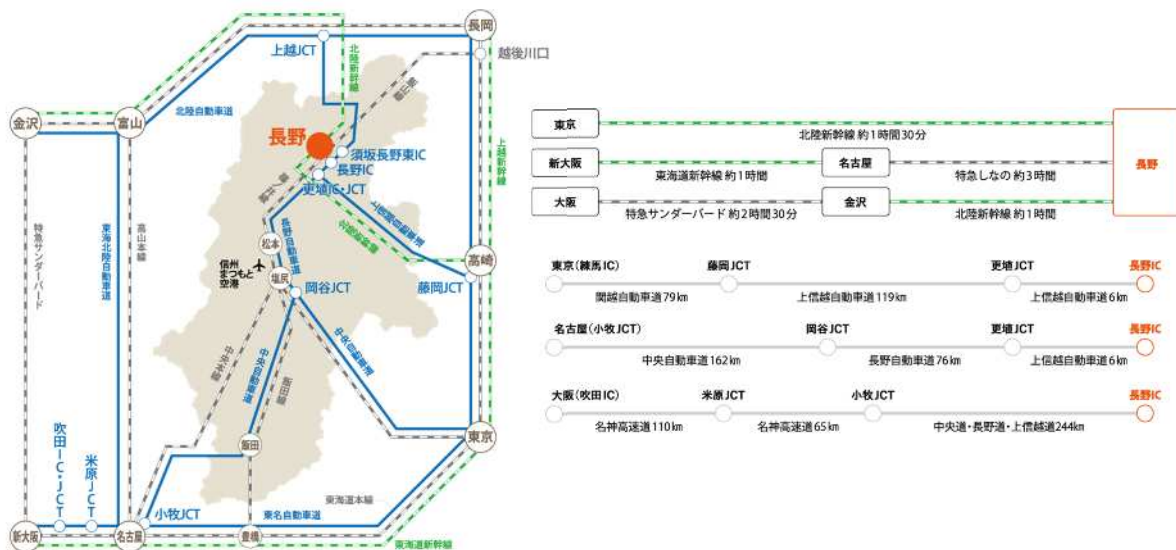 長岡
越後川口
上越JCT
北陸新幹線
飯山線
北陸自動車道
金沢
富山
長野
須坂長野東IC
長野IC
更埴IC・JCT
篠ノ井線
上越新幹線
上信越自動車道
北陸新幹線
長野自動車道
松本
信州
まつもと
空港
塩尻
岡谷JCT
高崎
藤岡JCT
特急サンダーバード
東海北陸自動車道
高山本線
中央本線
中央自動車道
飯田線
中央自動車道
飯田
東京
吹田IC・JCT
米原JCT
小牧JCT
東海道本線
東名自動車道
新大阪
名古屋
豊橋
東海道新幹線
東京
北陸新幹線 約1時間30分
長野
新大阪
東海道新幹線 約1時間
名古屋
特急しなの 約3時間
大阪
特急サンダーバード 約2時間30分
金沢
北陸新幹線 約1時間
東京(練馬IC) 藤岡JCT 更埴JCT 長野IC
関越自動車道79km 上信越自動車道119km 上信越自動車道6km
名古屋(小牧JCT) 岡谷JCT 更埴JCT 長野IC
中央自動車道162km 長野自動車道76km 上信越自動車道6km
大阪(吹田IC) 米原JCT 小牧JCT 長野IC
名神高速道110km 名神高速道65km 中央道・長野道・上信越道244km